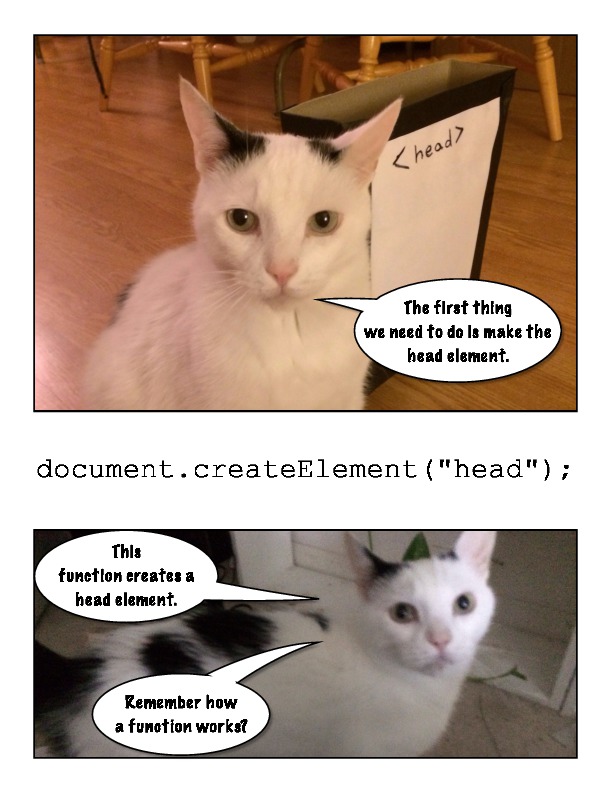 <head>
The first thing
we need to do is make the
head element.
document.createElement("head");
This
function creates a
head element.
Remember how
a function works?